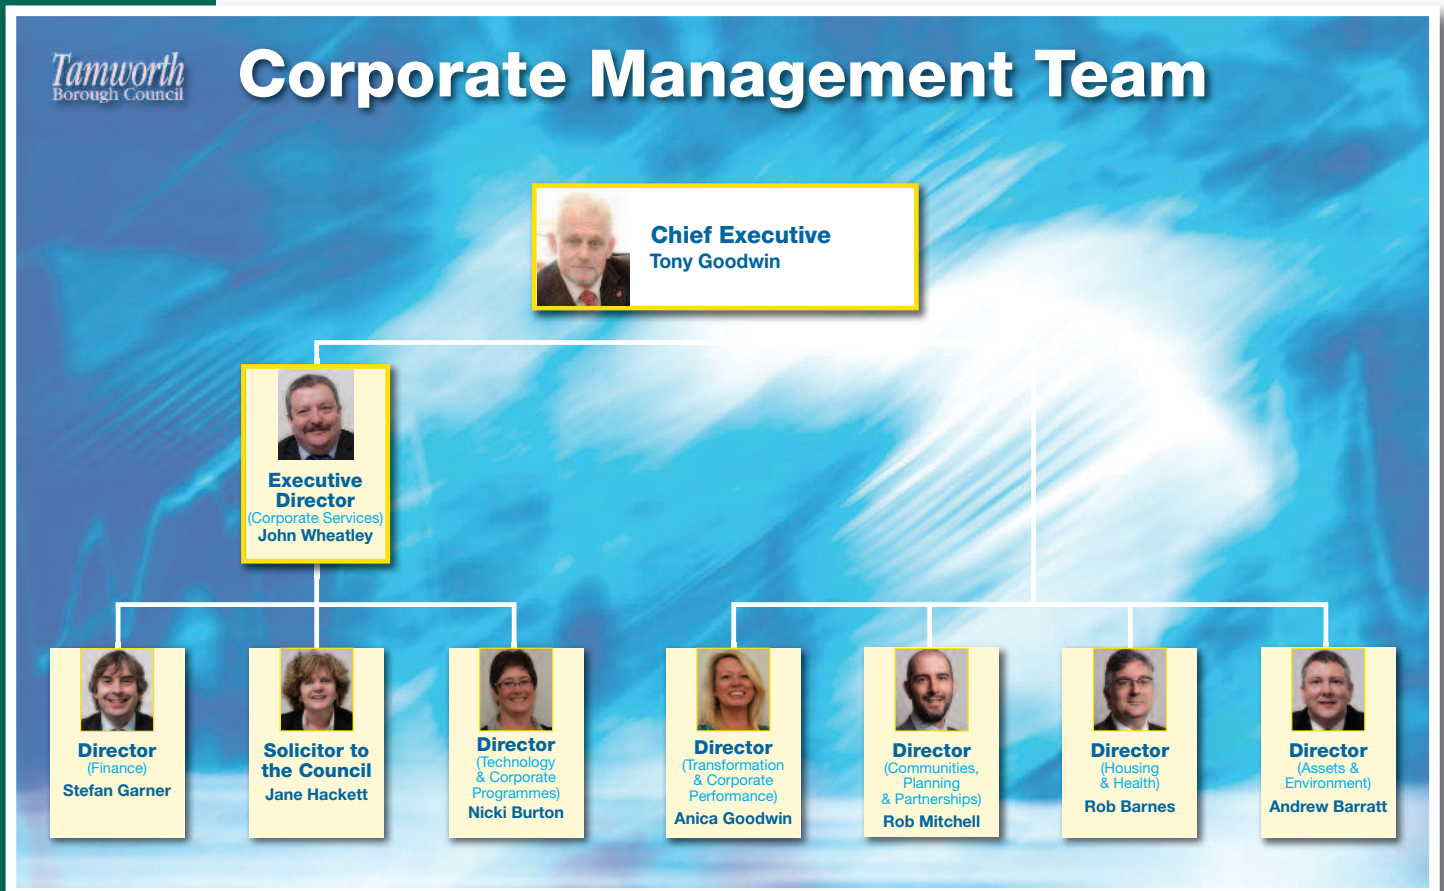 Tamworth
Borough Council
Corporate Management Team
Chief Executive
Tony Goodwin
Executive
Director
(Corporate Services)
John Wheatley
Director
(Finance)
Stefan Garner
Solicitor to
the Council
Jane Hackett
Director
(Technology
& Corporate
Programmes)
Nicki Burton
Director
(Transformation
& Corporate
Performance)
Anica Goodwin
Director
(Communities,
Planning
& Partnerships)
Rob Mitchell
Director
(Housing
& Health)
Rob Barnes
Director
(Assets &
Environment)
Andrew Barratt